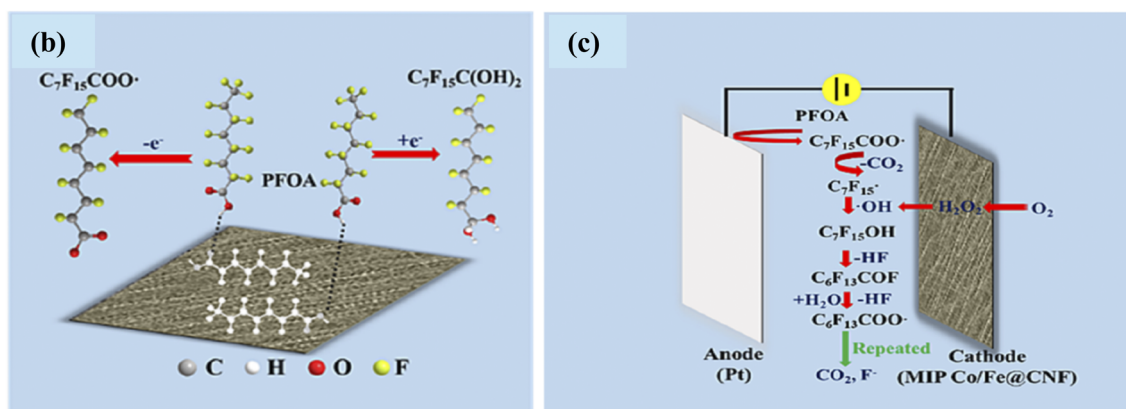 (b)
C₇F₁₅COO·
C₇F₁₅C(OH)₂
-e⁻
+e⁻
PFOA
C H O F
(c)
PFOA
C₇F₁₅COO·
-CO₂
C₇F₁₅·
·OH H₂O₂ O₂
C₇F₁₅OH
-HF
C₆F₁₃COF
+H₂O -HF
C₆F₁₃COO·
Repeated
CO₂, F⁻
Anode
(Pt)
Cathode
(MIP Co/Fe@CNF)